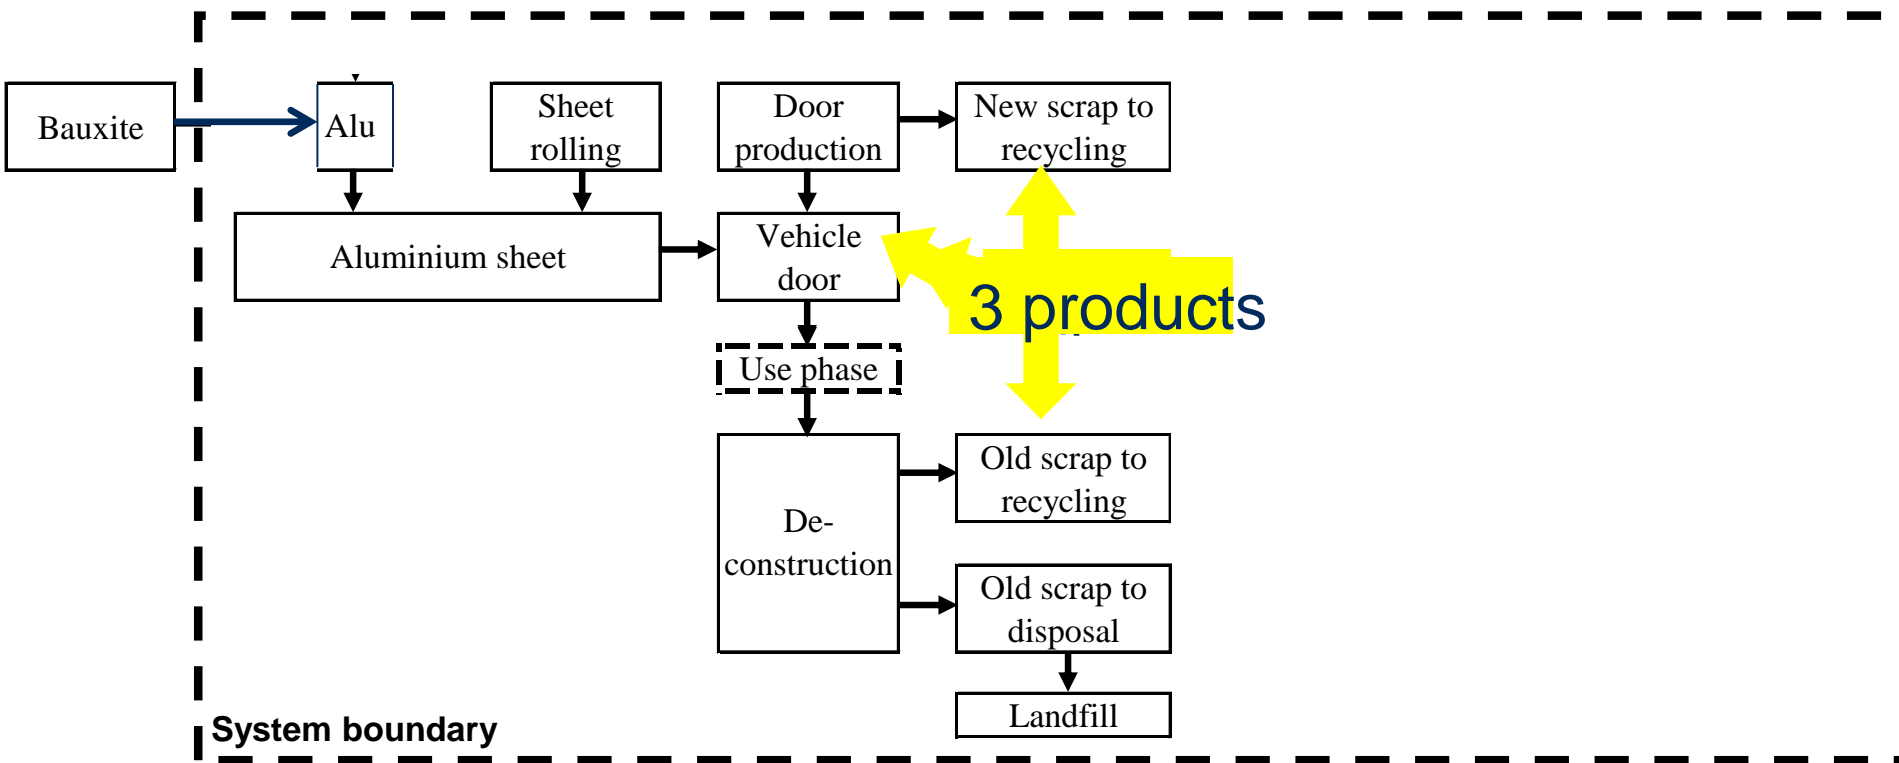 Bauxite
Alu
Sheet
rolling
Door
production
New scrap to
recycling
Aluminium sheet
Vehicle
door
3 products
Use phase
De-
construction
Old scrap to
recycling
Old scrap to
disposal
Landfill
System boundary